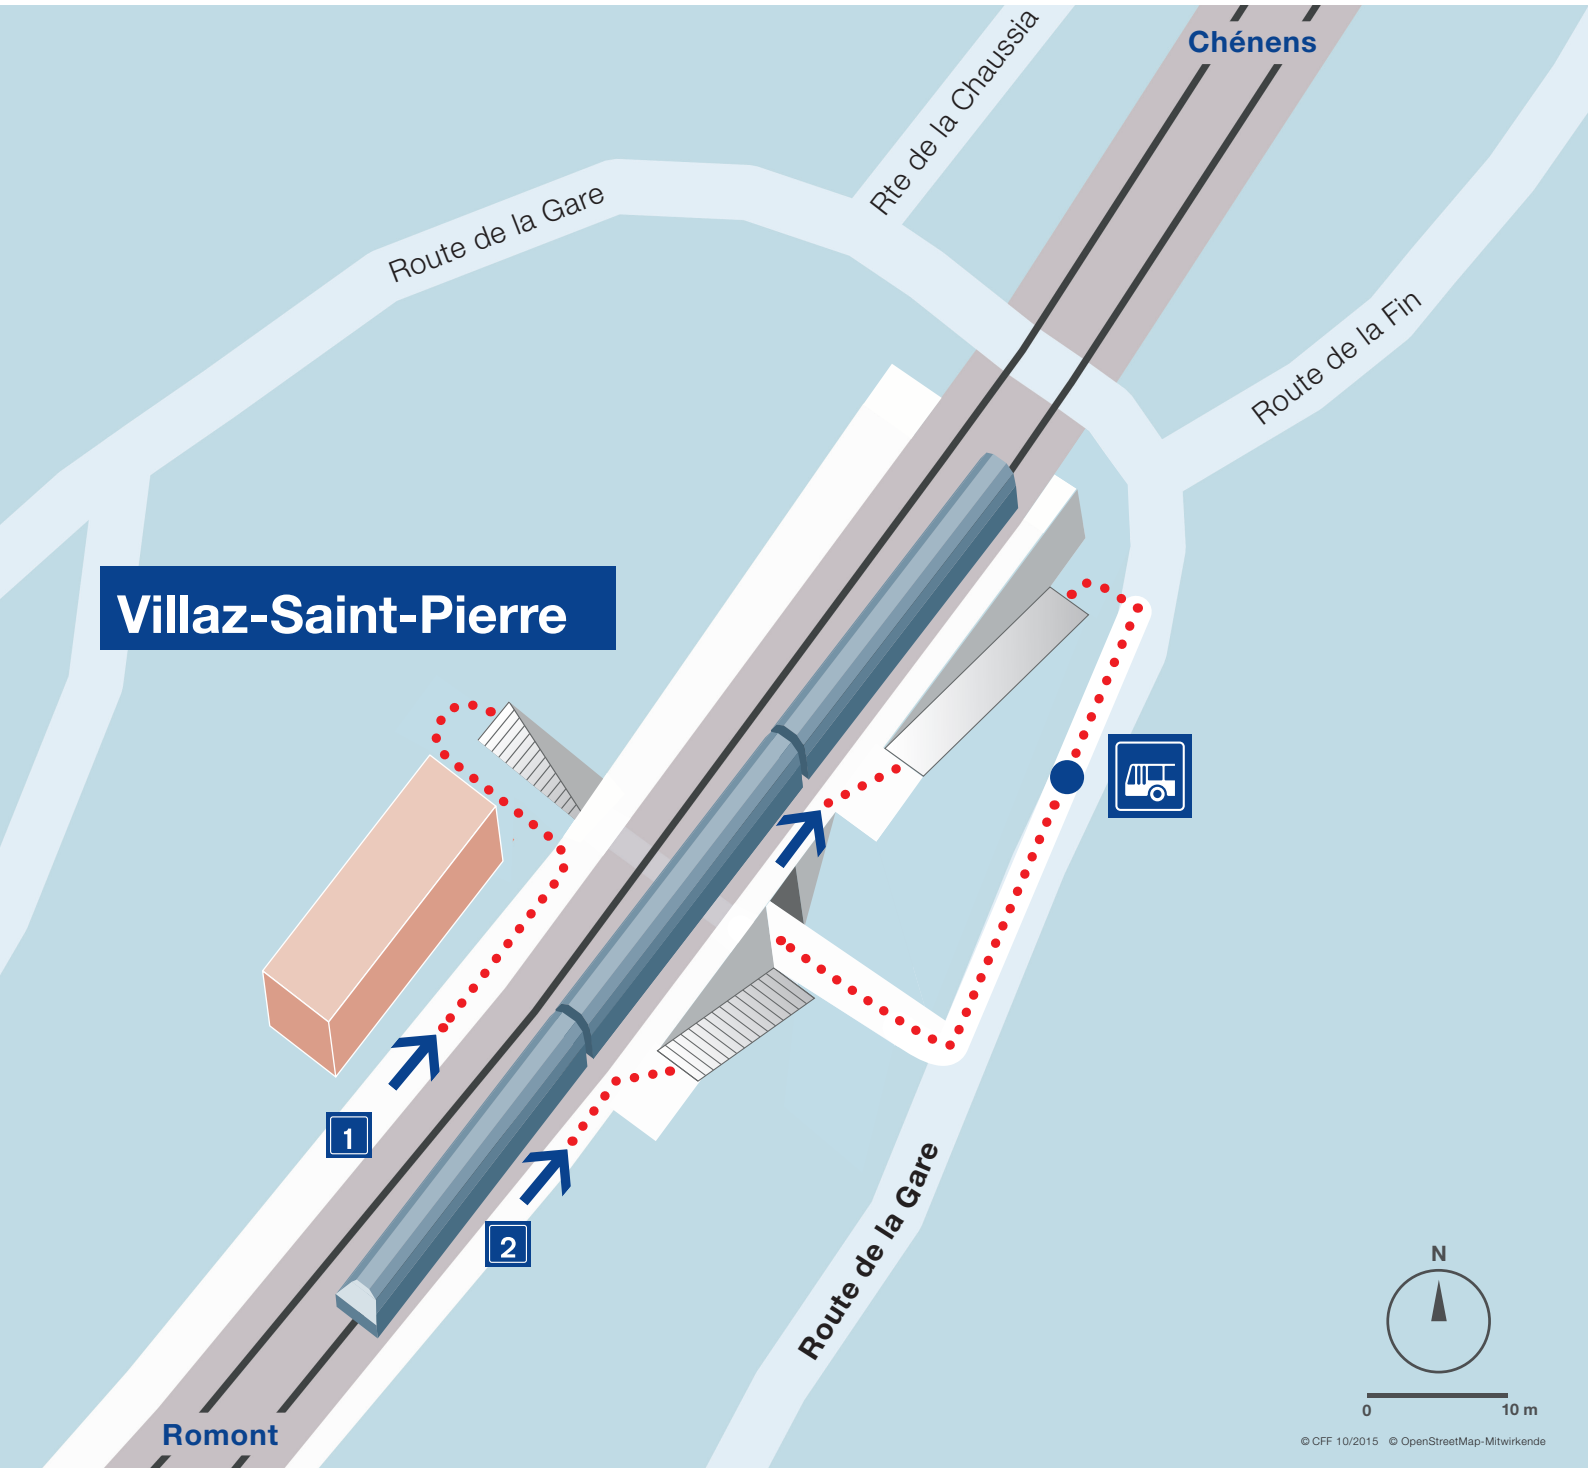 Chénens
Rte de la Chaussia
Route de la Gare
Route de la Fin
Villaz-Saint-Pierre
1
2
Route de la Gare
N
0 10 m
Romont
© CFF 10/2015 © OpenStreetMap-Mitwirkende